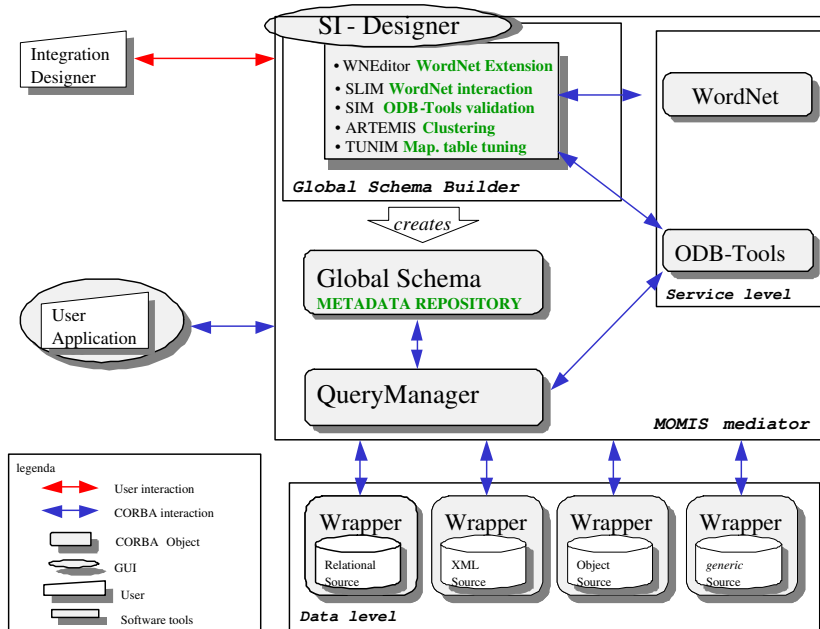 SI - Designer
Integration
Designer
• WNEditor WordNet Extension
• SLIM WordNet interaction
• SIM ODB-Tools validation
• ARTEMIS Clustering
• TUNIM Map. table tuning
Global Schema Builder
WordNet
ODB-Tools
Service level
creates
Global Schema
METADATA REPOSITORY
User
Application
QueryManager
MOMIS mediator
legenda
User interaction
CORBA interaction
CORBA Object
GUI
User
Software tools
Wrapper
Relational
Source
Wrapper
XML
Source
Wrapper
Object
Source
Wrapper
generic
Source
Data level